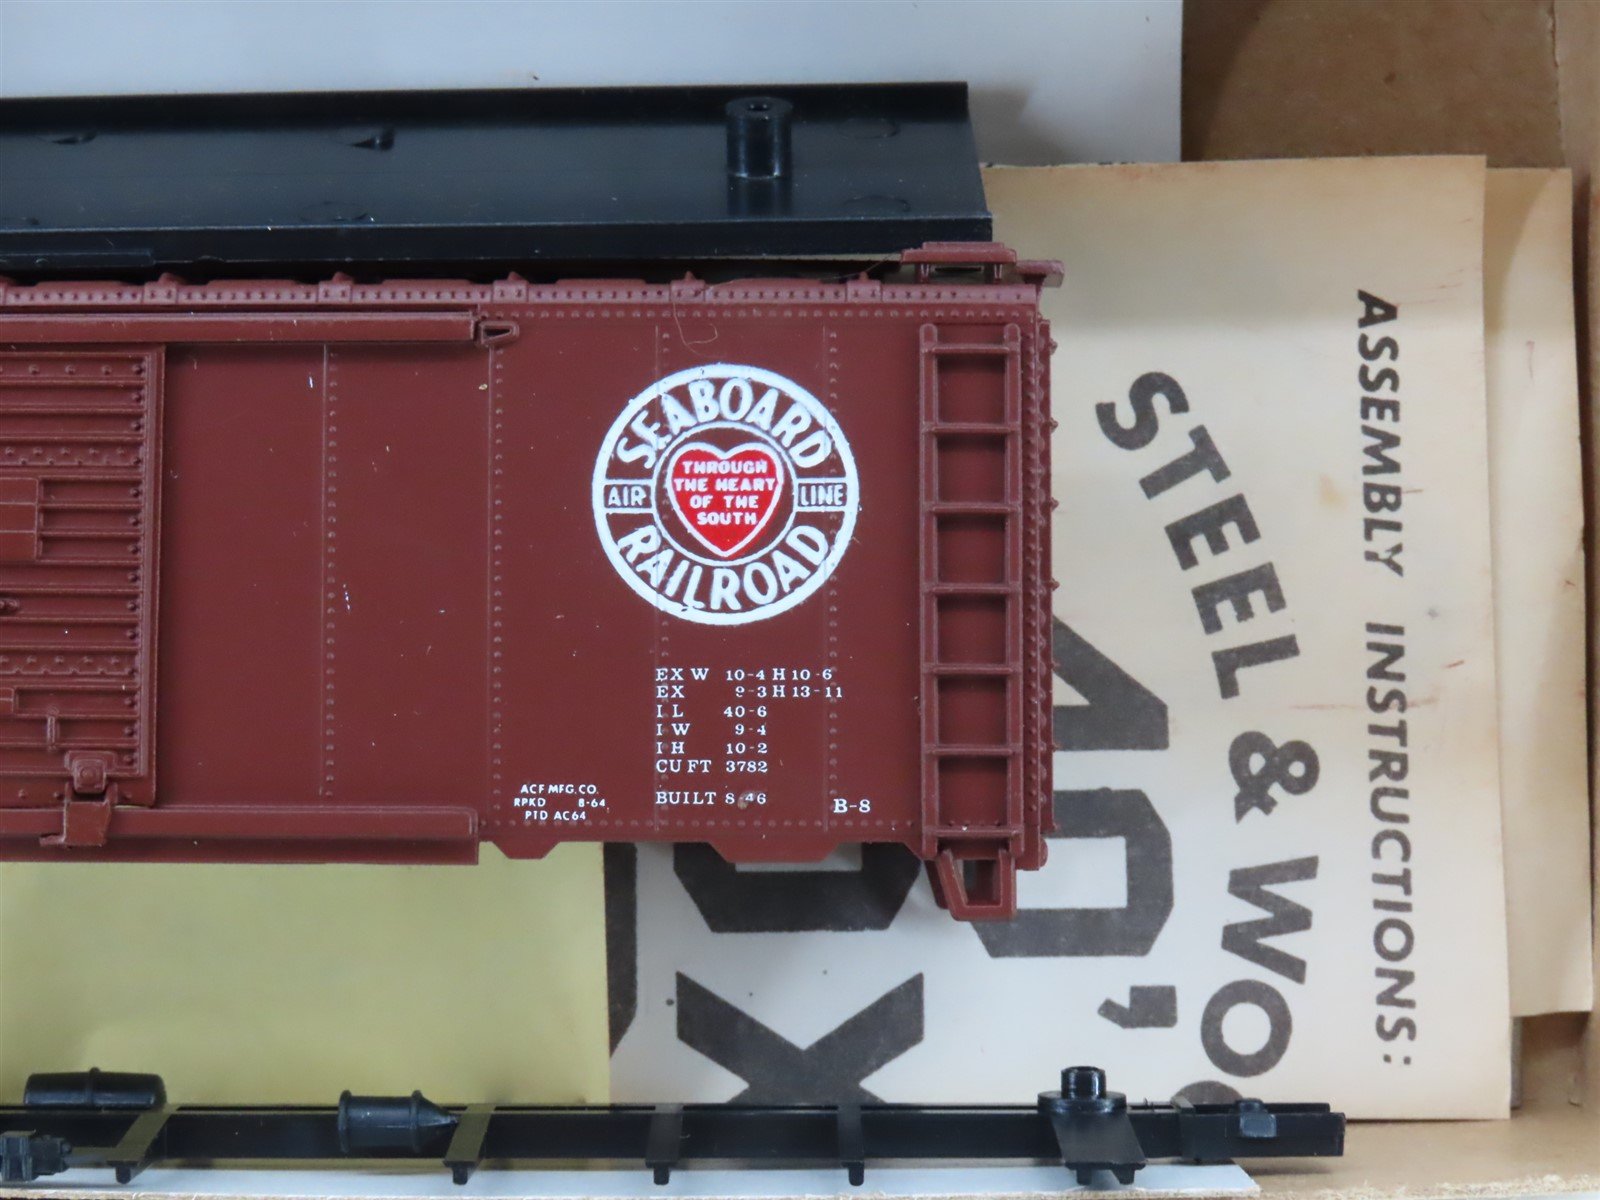 SEABOARD
AIR LINE
RAILROAD
THROUGH
THE HEART
OF THE
SOUTH
EX W 10-4 H 10-6
EX 9-3 H 13-11
I L 40-6
I W 9-4
I H 10-2
CU FT 3782
BUILT 8-46
B-8
ACF MFG. CO.
RPKD 8-64
PTD AC64
ASSEMBLY INSTRUCTIONS:
STEEL &
40'